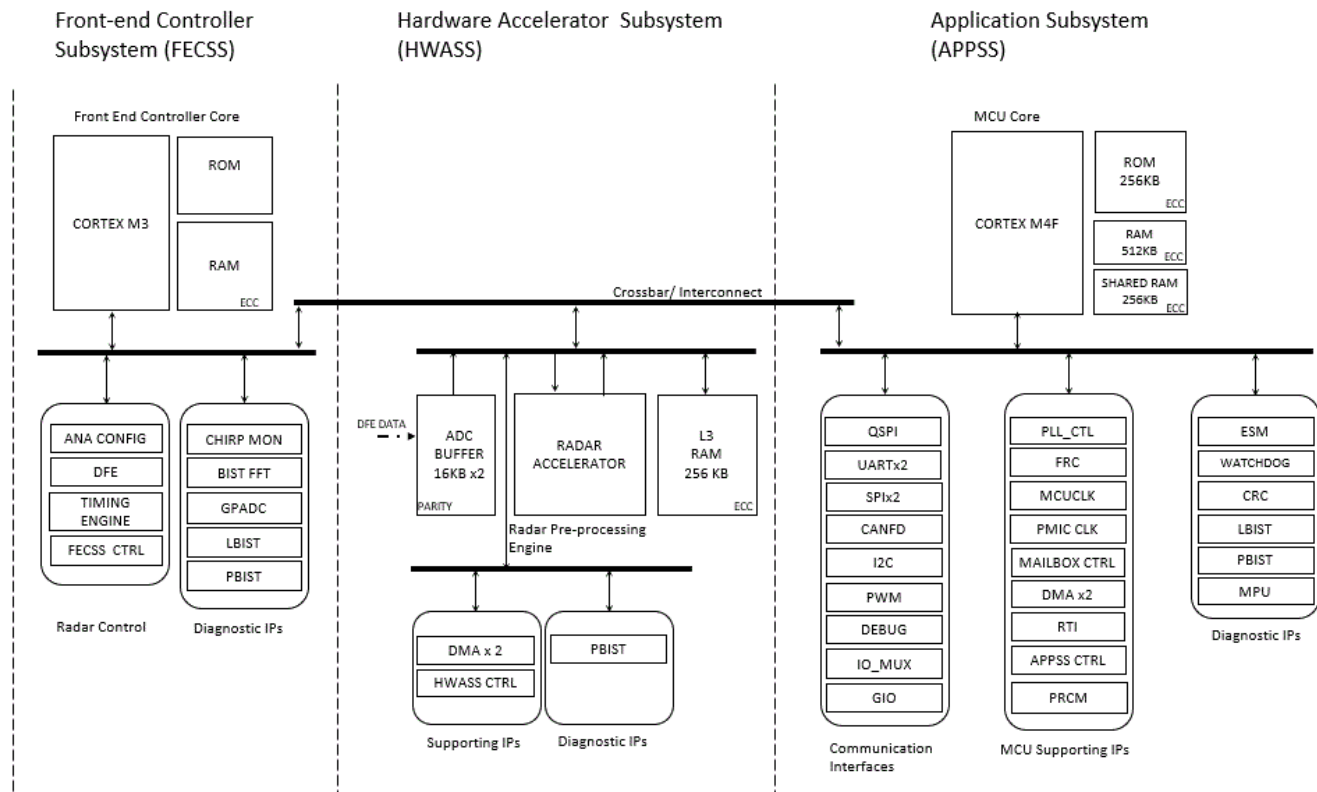 Front-end Controller
Subsystem (FECSS)
Hardware Accelerator Subsystem
(HWASS)
Application Subsystem
(APPSS)
Front End Controller Core
CORTEX M3
ROM
RAM
ECC
Crossbar/ Interconnect
MCU Core
CORTEX M4F
ROM
256KB
ECC
RAM
512KB
ECC
SHARED RAM
256KB
ECC
ANA CONFIG
DFE
TIMING
ENGINE
FECSS CTRL
Radar Control
CHIRP MON
BIST FFT
GPADC
LBIST
PBIST
Diagnostic IPs
DFE DATA
ADC
BUFFER
16KB x2
PARITY
RADAR
ACCELERATOR
L3
RAM
256 KB
ECC
Radar Pre-processing
Engine
DMA x 2
HWASS CTRL
Supporting IPs
PBIST
Diagnostic IPs
QSPI
UARTx2
SPIx2
CANFD
I2C
PWM
DEBUG
IO_MUX
GIO
Communication
Interfaces
PLL_CTL
FRC
MCUCLK
PMIC CLK
MAILBOX CTRL
DMA x2
RTI
APPSS CTRL
PRCM
MCU Supporting IPs
ESM
WATCHDOG
CRC
LBIST
PBIST
MPU
Diagnostic IPs